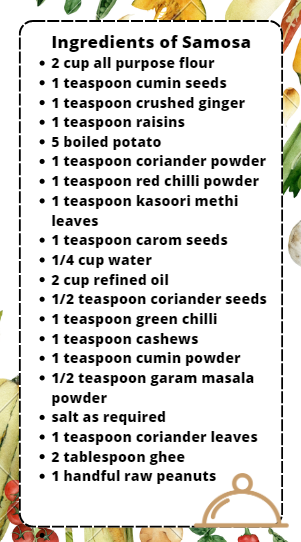 Ingredients of Samosa
• 2 cup all purpose flour
• 1 teaspoon cumin seeds
• 1 teaspoon crushed ginger
• 1 teaspoon raisins
• 5 boiled potato
• 1 teaspoon coriander powder
• 1 teaspoon red chilli powder
• 1 teaspoon kasoori methi
leaves
• 1 teaspoon carom seeds
• 1/4 cup water
• 2 cup refined oil
• 1/2 teaspoon coriander seeds
• 1 teaspoon green chilli
• 1 teaspoon cashews
• 1 teaspoon cumin powder
• 1/2 teaspoon garam masala
powder
• salt as required
• 1 teaspoon coriander leaves
• 2 tablespoon ghee
• 1 handful raw peanuts